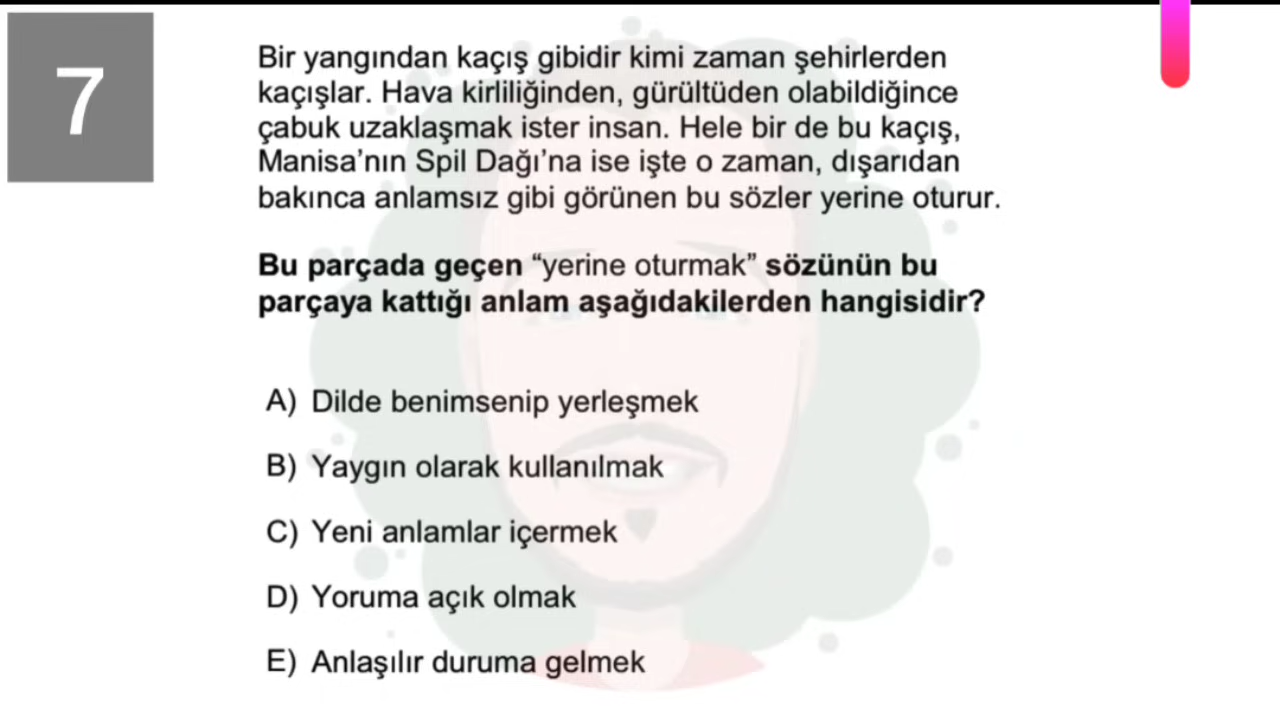 7
Bir yangından kaçış gibidir kimi zaman şehirlerden
kaçışlar. Hava kirliliğinden, gürültüden olabildiğince
çabuk uzaklaşmak ister insan. Hele bir de bu kaçış,
Manisa’nın Spil Dağı’na ise işte o zaman, dışarıdan
bakınca anlamsız gibi görünen bu sözler yerine oturur.
Bu parçada geçen “yerine oturmak” sözünün bu
parçaya kattığı anlam aşağıdakilerden hangisidir?
A) Dilde benimsenip yerleşmek
B) Yaygın olarak kullanılmak
C) Yeni anlamlar içermek
D) Yoruma açık olmak
E) Anlaşılır duruma gelmek